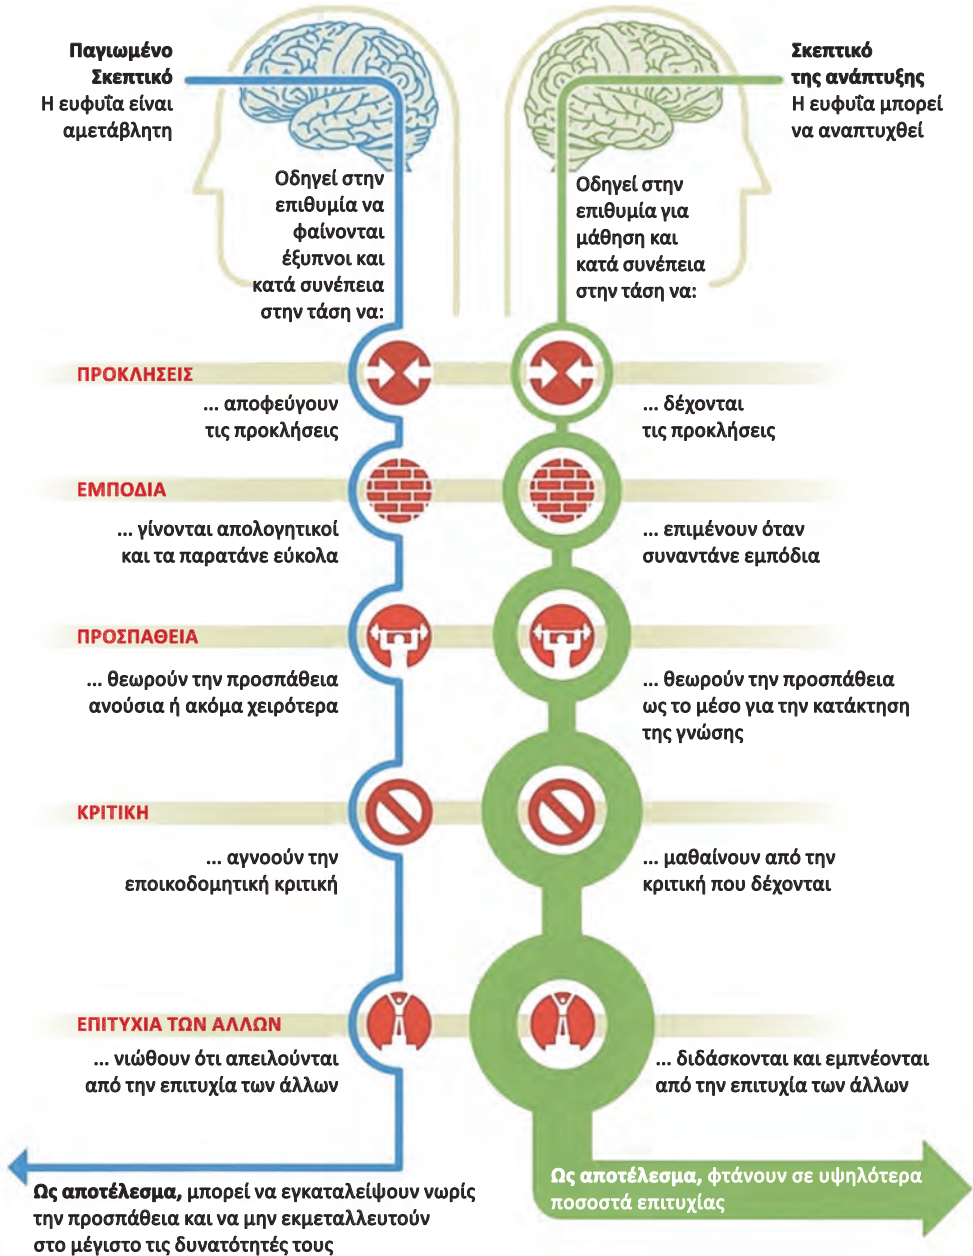 Παγιωμένο
Σκεπτικό
Η ευφυΐα είναι
αμετάβλητη
Σκεπτικό
της ανάπτυξης
Η ευφυΐα μπορεί
να αναπτυχθεί
Οδηγεί στην
επιθυμία να
φαίνονται
έξυπνοι και
κατά συνέπεια
στην τάση να:
Οδηγεί στην
επιθυμία για
μάθηση και
κατά συνέπεια
στην τάση να:
ΠΡΟΚΛΗΣΕΙΣ
... αποφεύγουν
τις προκλήσεις
... δέχονται
τις προκλήσεις
ΕΜΠΟΔΙΑ
... γίνονται απολογητικοί
και τα παρατάνε εύκολα
... επιμένουν όταν
συναντάνε εμπόδια
ΠΡΟΣΠΑΘΕΙΑ
... θεωρούν την προσπάθεια
ανούσια ή ακόμα χειρότερα
... θεωρούν την προσπάθεια
ως το μέσο για την κατάκτηση
της γνώσης
ΚΡΙΤΙΚΗ
... αγνοούν την
εποικοδομητική κριτική
... μαθαίνουν από την
κριτική που δέχονται
ΕΠΙΤΥΧΙΑ ΤΩΝ ΑΛΛΩΝ
... νιώθουν ότι απειλούνται
από την επιτυχία των άλλων
... διδάσκονται και εμπνέονται
από την επιτυχία των άλλων
Ως αποτέλεσμα, μπορεί να εγκαταλείψουν νωρίς
την προσπάθεια και να μην εκμεταλλευτούν
στο μέγιστο τις δυνατότητές τους
Ως αποτέλεσμα, φτάνουν σε υψηλότερα
ποσοστά επιτυχίας